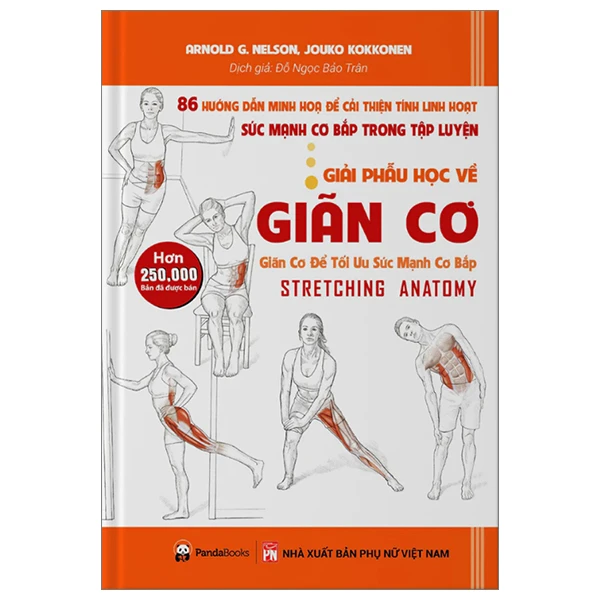 ARNOLD G. NELSON, JOUKO KOKKONEN
Dịch giả: Đỗ Ngọc Bảo Trân
86 HƯỚNG DẪN MINH HOẠ ĐỂ CẢI THIỆN TÍNH LINH HOẠT
SỨC MẠNH CƠ BẮP TRONG TẬP LUYỆN
GIẢI PHẪU HỌC VỀ
GIÃN CƠ
Giãn Cơ Để Tối Ưu Sức Mạnh Cơ Bắp
STRETCHING ANATOMY
Hơn
250,000
Bản đã được bán
PandaBooks
PN
NHÀ XUẤT BẢN PHỤ NỮ VIỆT NAM